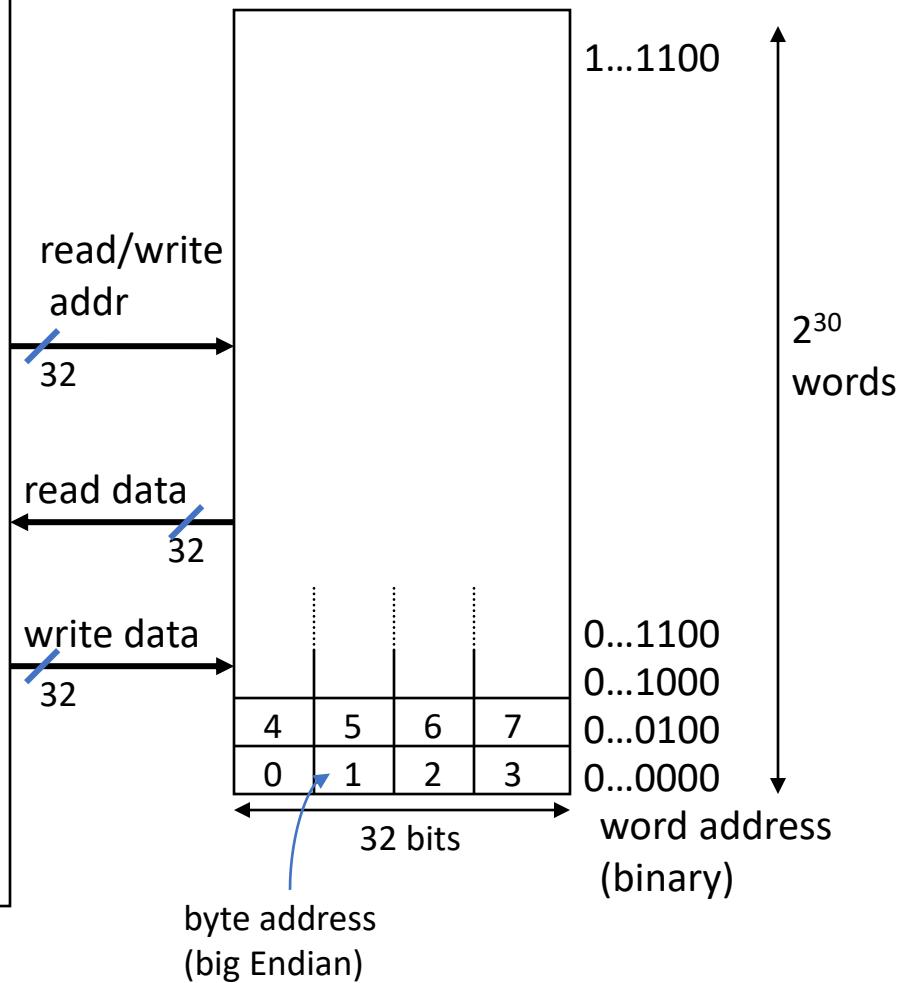 1...1100
read/write
addr
32
2³⁰
words
read data
32
write data
32
0...1100
0...1000
4 5 6 7 0...0100
0 1 2 3 0...0000
32 bits
word address
(binary)
byte address
(big Endian)